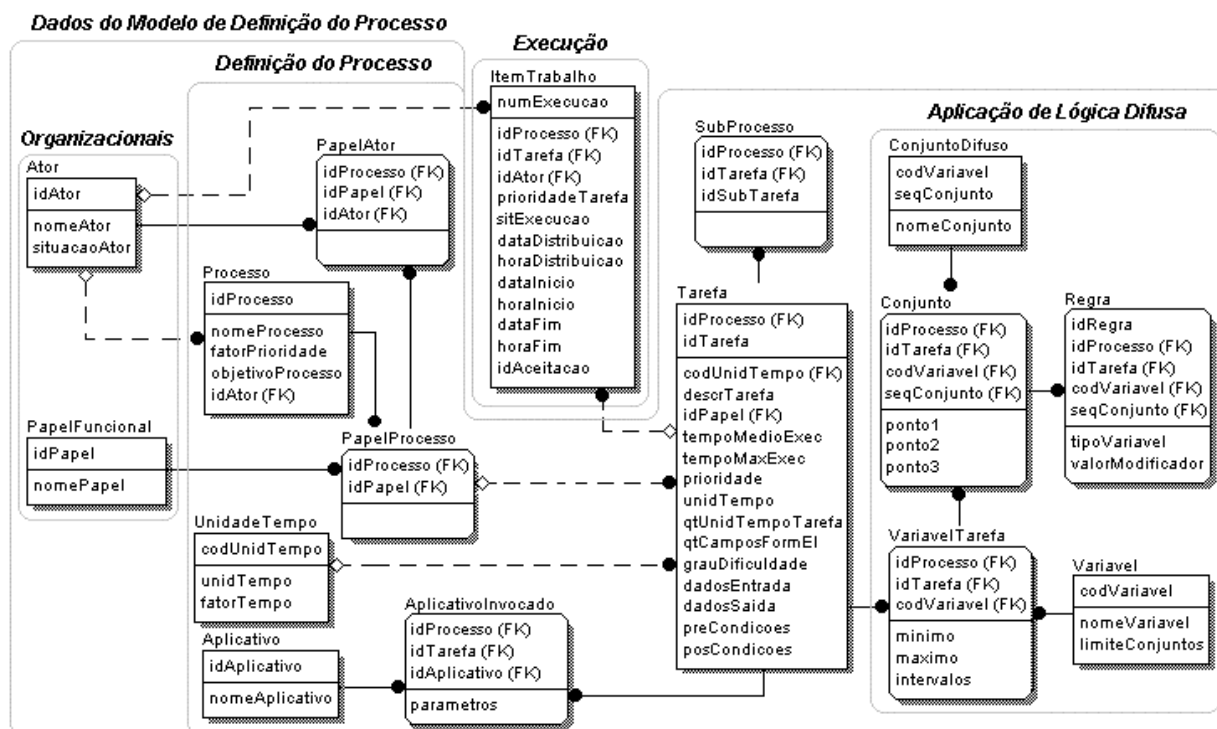 Dados do Modelo de Definição do Processo
Definição do Processo
Organizacionais
Ator
idAtor
nomeAtor
situacaoAtor
PapelFuncional
idPapel
nomePapel
PapelAtor
idProcesso (FK)
idPapel (FK)
idAtor (FK)
Processo
idProcesso
nomeProcesso
fatorPrioridade
objetivoProcesso
idAtor (FK)
PapelProcesso
idProcesso (FK)
idPapel (FK)
UnidadeTempo
codUnidTempo
unidTempo
fatorTempo
Aplicativo
idAplicativo
nomeAplicativo
AplicativoInvocado
idProcesso (FK)
idTarefa (FK)
idAplicativo (FK)
parametros
Execução
ItemTrabalho
numExecucao
idProcesso (FK)
idTarefa (FK)
idAtor (FK)
prioridadeTarefa
sitExecucao
dataDistribuicao
horaDistribuicao
dataInicio
horaInicio
dataFim
horaFim
idAceitacao
SubProcesso
idProcesso (FK)
idTarefa (FK)
idSubTarefa
Tarefa
idProcesso (FK)
idTarefa
codUnidTempo (FK)
descrTarefa
idPapel (FK)
tempoMedioExec
tempoMaxExec
prioridade
unidTempo
qtUnidTempoTarefa
qtCamposFormEl
grauDificuldade
dadosEntrada
dadosSaida
preCondicoes
posCondicoes
Aplicação de Lógica Difusa
ConjuntoDifuso
codVariavel
seqConjunto
nomeConjunto
Conjunto
idProcesso (FK)
idTarefa (FK)
codVariavel (FK)
seqConjunto (FK)
ponto1
ponto2
ponto3
Regra
idRegra
idProcesso (FK)
idTarefa (FK)
codVariavel (FK)
seqConjunto (FK)
tipoVariavel
valorModificador
VariavelTarefa
idProcesso (FK)
idTarefa (FK)
codVariavel (FK)
minimo
maximo
intervalos
Variavel
codVariavel
nomeVariavel
limiteConjuntos